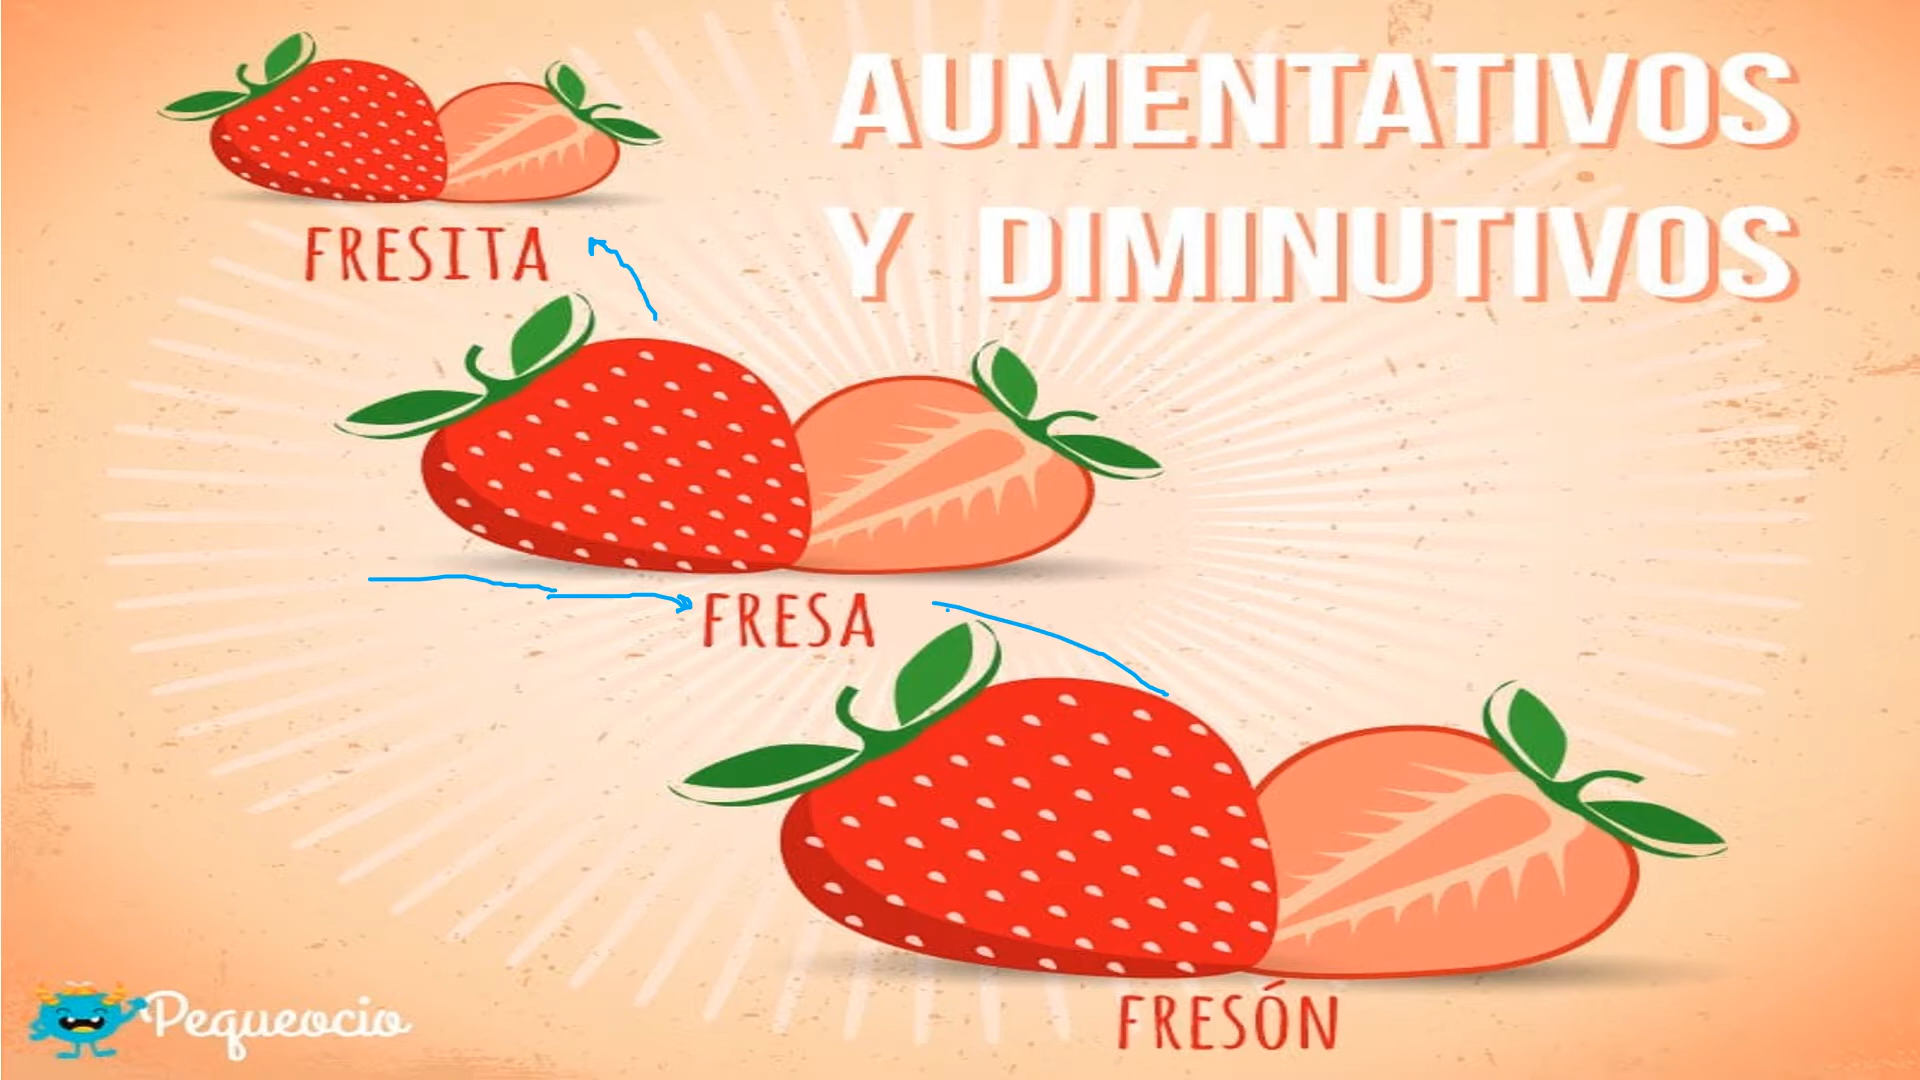 AUMENTATIVOS
Y DIMINUTIVOS
FRESITA
FRESA
FRESÓN
Pequeocio